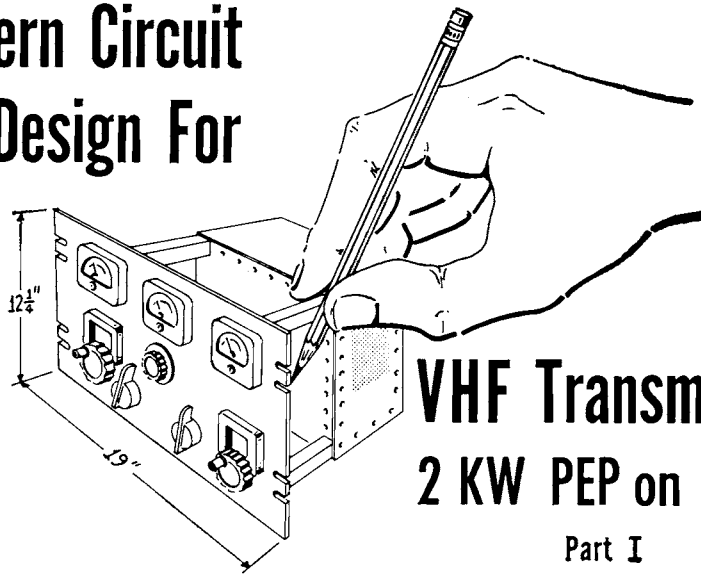 ern Circuit
Design For
12¼"
19"
VHF Transm
2 KW PEP on
Part I